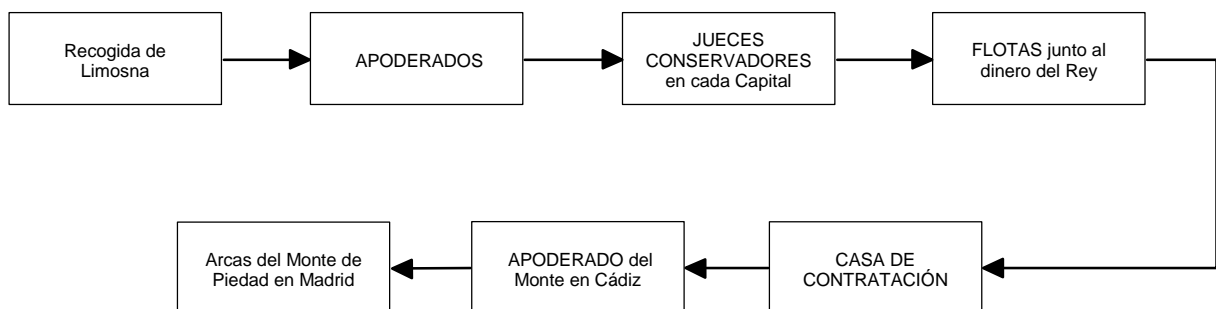 Recogida de
Limosna
APODERADOS
JUECES
CONSERVADORES
en cada Capital
FLOTAS junto al
dinero del Rey
Arcas del Monte de
Piedad en Madrid
APODERADO del
Monte en Cádiz
CASA DE
CONTRATACIÓN